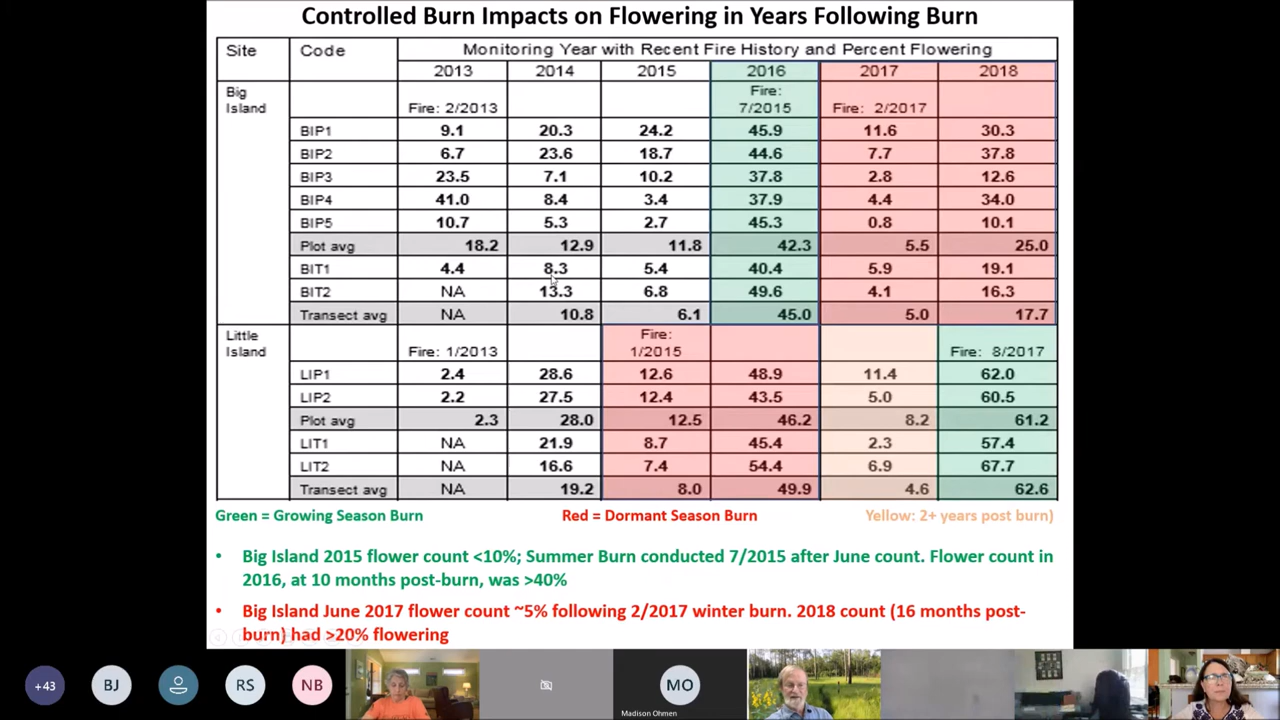 Controlled Burn Impacts on Flowering in Years Following Burn
Site Code Monitoring Year with Recent Fire History and Percent Flowering
2013 2014 2015 2016 2017 2018
Big Island Fire: 2/2013 Fire: 7/2015 Fire: 2/2017
BIP1 9.1 20.3 24.2 45.9 11.6 30.3
BIP2 6.7 23.6 18.7 44.6 7.7 37.8
BIP3 23.5 7.1 10.2 37.8 2.8 12.6
BIP4 41.0 8.4 3.4 37.9 4.4 34.0
BIP5 10.7 5.3 2.7 45.3 0.8 10.1
Plot avg 18.2 12.9 11.8 42.3 5.5 25.0
BIT1 4.4 8.3 5.4 40.4 5.9 19.1
BIT2 NA 13.3 6.8 49.6 4.1 16.3
Transect avg NA 10.8 6.1 45.0 5.0 17.7
Little Island Fire: 1/2013 Fire: 1/2015 Fire: 8/2017
LIP1 2.4 28.6 12.6 48.9 11.4 62.0
LIP2 2.2 27.5 12.4 43.5 5.0 60.5
Plot avg 2.3 28.0 12.5 46.2 8.2 61.2
LIT1 NA 21.9 8.7 45.4 2.3 57.4
LIT2 NA 16.6 7.4 54.4 6.9 67.7
Transect avg NA 19.2 8.0 49.9 4.6 62.6
Green = Growing Season Burn Red = Dormant Season Burn Yellow: 2+ years post burn)
• Big Island 2015 flower count <10%; Summer Burn conducted 7/2015 after June count. Flower count in
2016, at 10 months post-burn, was >40%
• Big Island June 2017 flower count ~5% following 2/2017 winter burn. 2018 count (16 months post-
burn) had >20% flowering
+43 BJ RS NB MO
Madison Ohmen